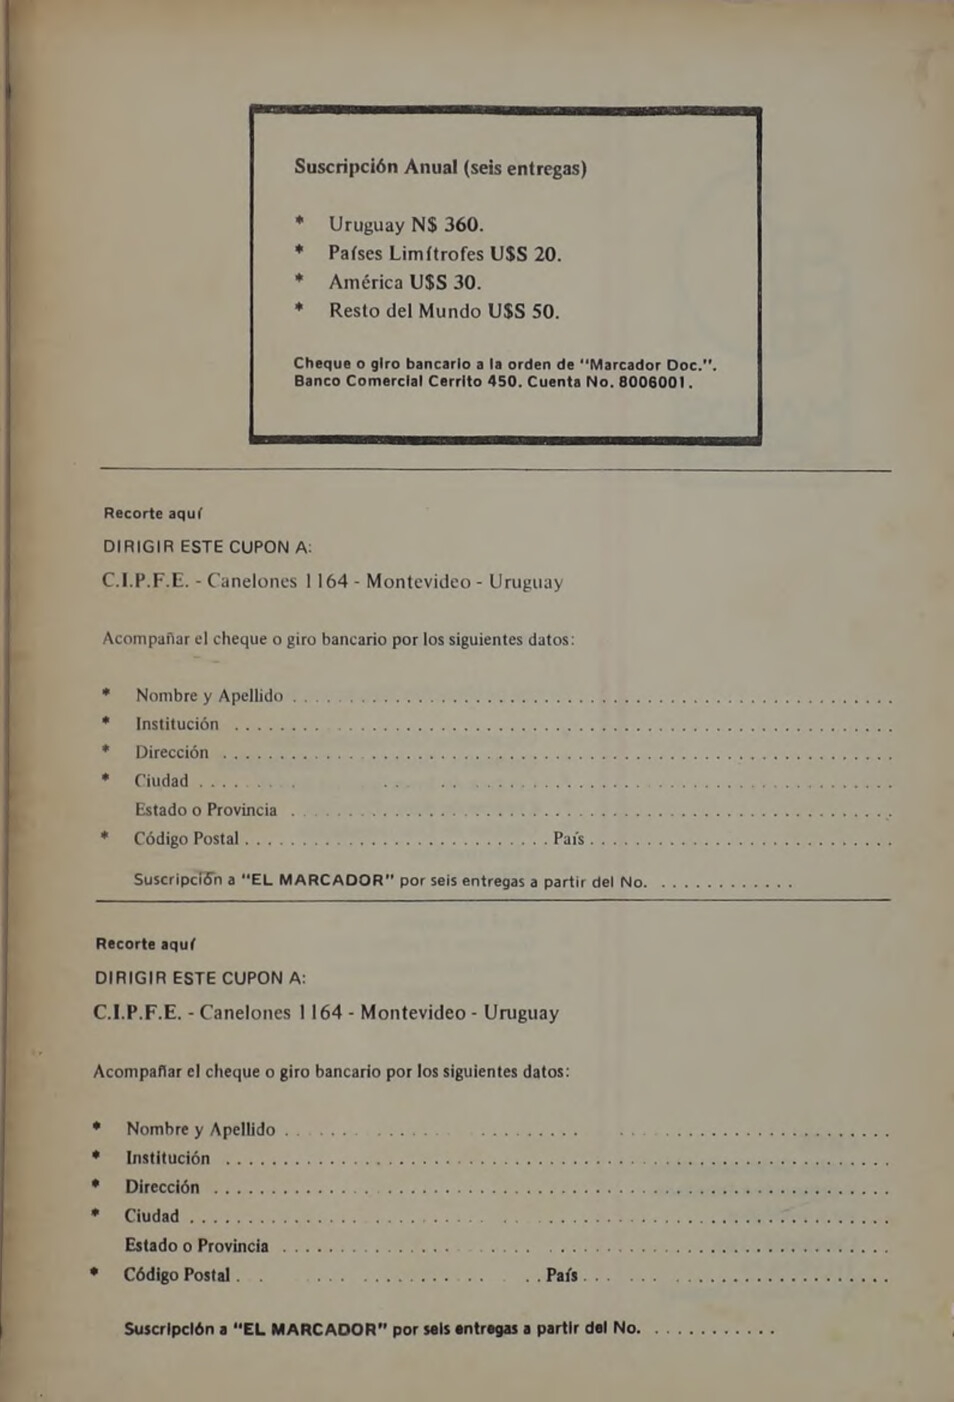 Suscripción Anual (seis entregas)
* Uruguay N$ 360.
* Países Limítrofes U$S 20.
* América U$S 30.
* Resto del Mundo U$S 50.
Cheque o giro bancario a la orden de "Marcador Doc.".
Banco Comercial Cerrito 450. Cuenta No. 8006001.
Recorte aquí
DIRIGIR ESTE CUPON A:
C.I.P.F.E. - Canelones 1164 - Montevideo - Uruguay
Acompañar el cheque o giro bancario por los siguientes datos:
* Nombre y Apellido . . . . . . . . . . . . . . . . . . . . . . . . . . . . . .
* Institución . . . . . . . . . . . . . . . . . . . . . . . . . . . . . .
* Dirección . . . . . . . . . . . . . . . . . . . . . . . . . . . . . .
* Ciudad . . . . . . . . . . . . . . . . . . . . . . . . . . . . . .
Estado o Provincia . . . . . . . . . . . . . . . . . . . . . . . . . . . . . .
* Código Postal . . . . . . . . . . . . . . . . . . . . País . . . . . . . . . . . . . . . . . . . .
Suscripción a "EL MARCADOR" por seis entregas a partir del No. . . . . . . . . . . . .
Recorte aquí
DIRIGIR ESTE CUPON A:
C.I.P.F.E. - Canelones 1164 - Montevideo - Uruguay
Acompañar el cheque o giro bancario por los siguientes datos:
* Nombre y Apellido . . . . . . . . . . . . . . . . . . . . . . . . . . . . . .
* Institución . . . . . . . . . . . . . . . . . . . . . . . . . . . . . .
* Dirección . . . . . . . . . . . . . . . . . . . . . . . . . . . . . .
* Ciudad . . . . . . . . . . . . . . . . . . . . . . . . . . . . . .
Estado o Provincia . . . . . . . . . . . . . . . . . . . . . . . . . . . . . .
* Código Postal . . . . . . . . . . . . . . . . . . . . País . . . . . . . . . . . . . . . . . . . .
Suscripción a "EL MARCADOR" por seis entregas a partir del No. . . . . . . . . . . .